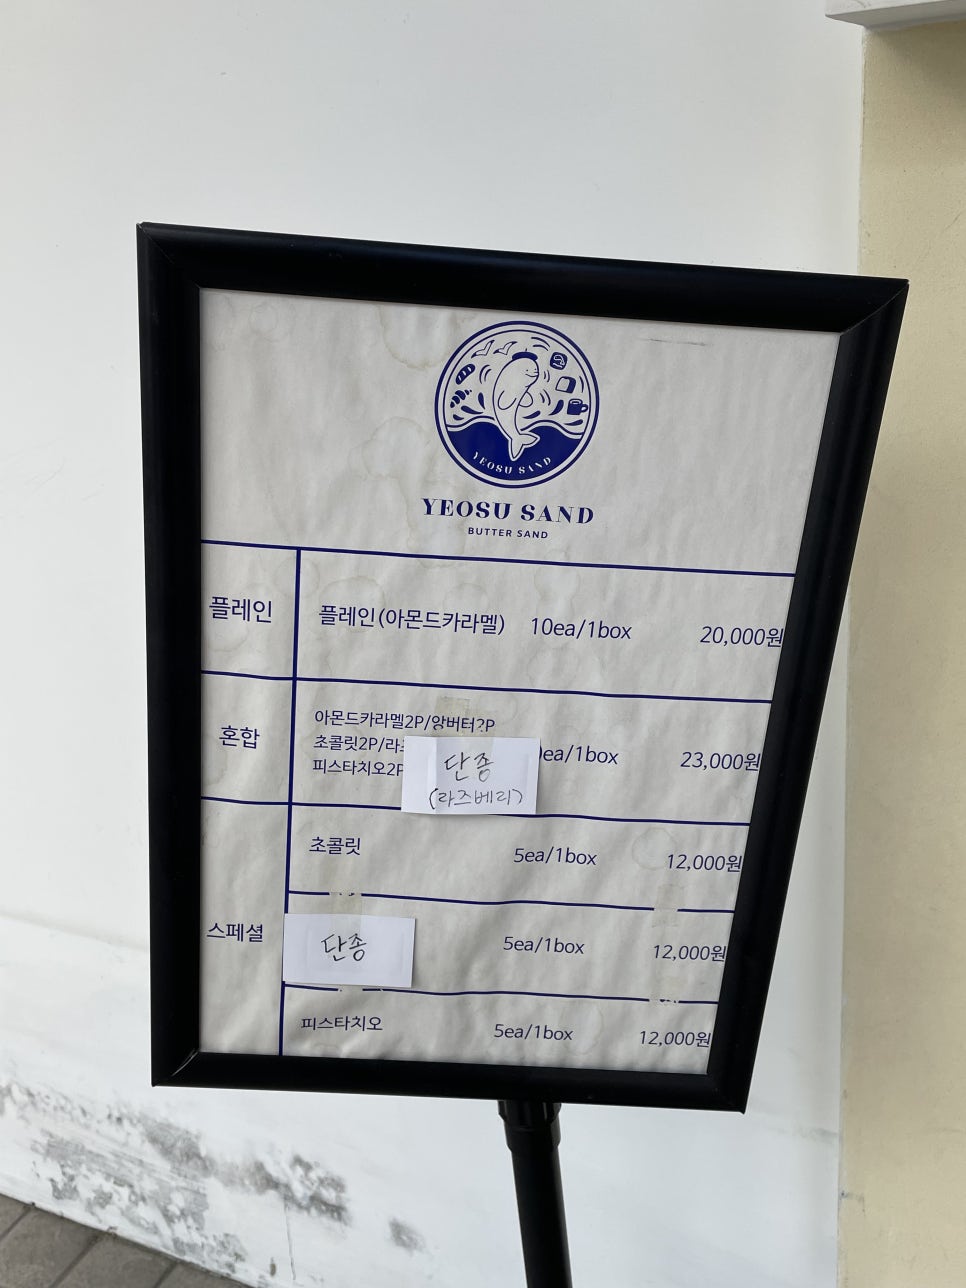 YEOSU SAND
YEOSU SAND
BUTTER SAND
플레인 플레인(아몬드카라멜) 10ea/1box 20,000원
혼합
아몬드카라멜2P/앙버터2P
초콜릿2P/
피스타치오2P
단종
(라즈베리)
ea/1box 23,000원
스페셜
초콜릿 5ea/1box 12,000원
단종 5ea/1box 12,000원
피스타치오 5ea/1box 12,000원